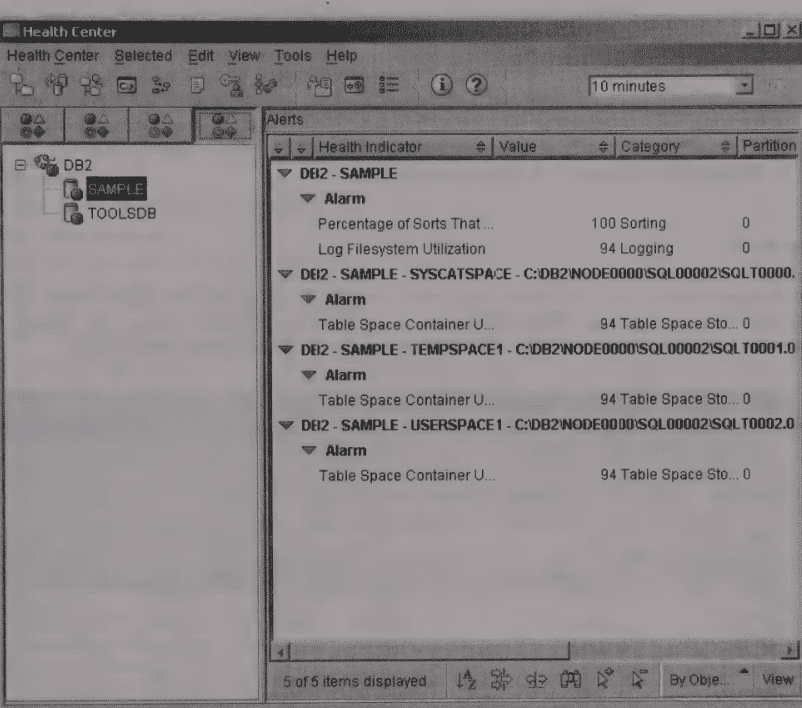 Health Center
Health Center Selected Edit View Tools Help
10 minutes
Alerts
Health Indicator Value Category Partition
DB2
SAMPLE
TOOLSDB
DB2 - SAMPLE
Alarm
Percentage of Sorts That ... 100 Sorting 0
Log Filesystem Utilization 94 Logging 0
DB2 - SAMPLE - SYSCATSPACE - C:\DB2\NODE0000\SQL00002\SQLT0000.
Alarm
Table Space Container U... 94 Table Space Sto... 0
DB2 - SAMPLE - TEMPSPACE1 - C:\DB2\NODE0000\SQL00002\SQLT0001.0
Alarm
Table Space Container U... 94 Table Space Sto... 0
DB2 - SAMPLE - USERSPACE1 - C:\DB2\NODE0000\SQL00002\SQLT0002.0
Alarm
Table Space Container U... 94 Table Space Sto... 0
5 of 5 items displayed By Obje... View